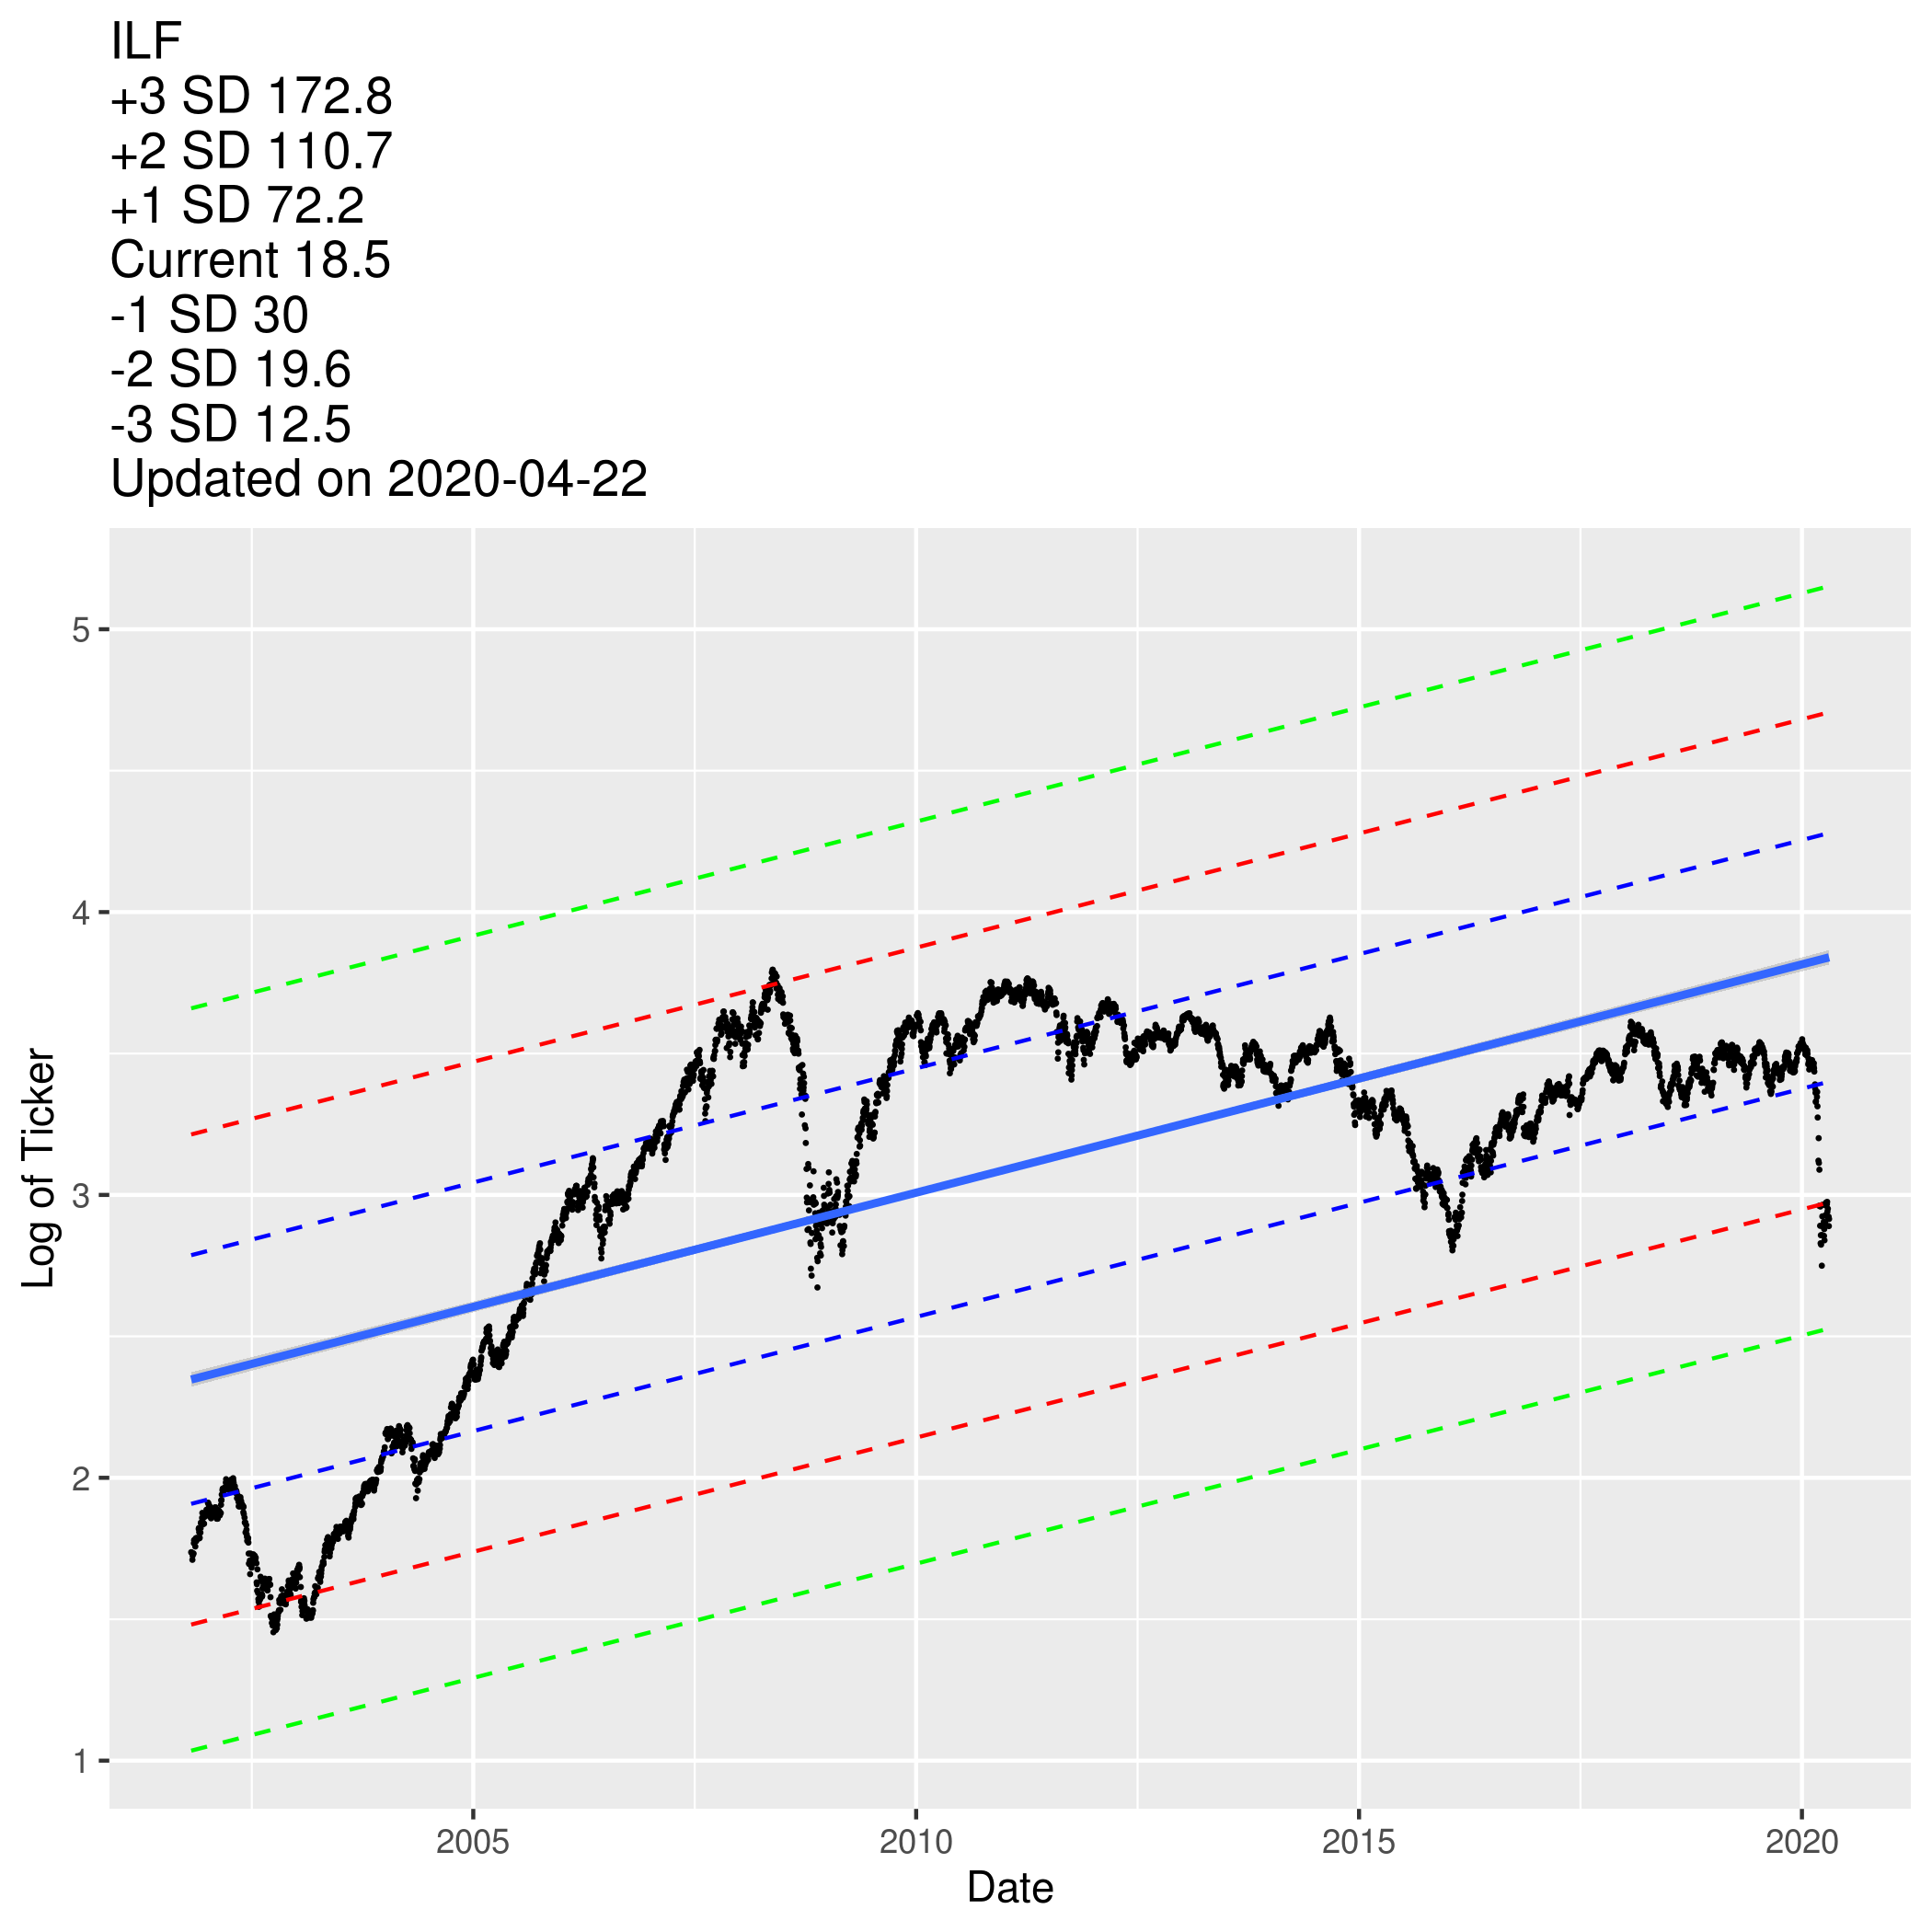 ILF
+3 SD 172.8
+2 SD 110.7
+1 SD 72.2
Current 18.5
-1 SD 30
-2 SD 19.6
-3 SD 12.5
Updated on 2020-04-22
5
4
3
2
1
Log of Ticker
2005 2010 2015 2020
Date